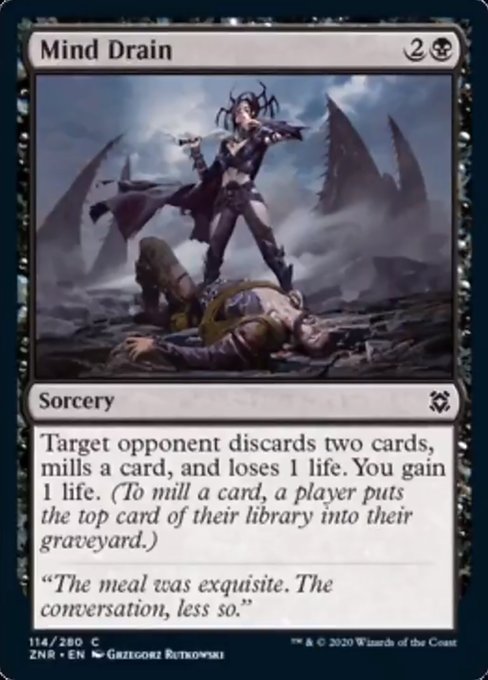 Mind Drain 2
Sorcery
Target opponent discards two cards,
mills a card, and loses 1 life. You gain
1 life. (To mill a card, a player puts
the top card of their library into their
graveyard.)
“The meal was exquisite. The
conversation, less so.”
114/280 C
ZNR • EN Grzegorz Rutkowski
™ & © 2020 Wizards of the Coast